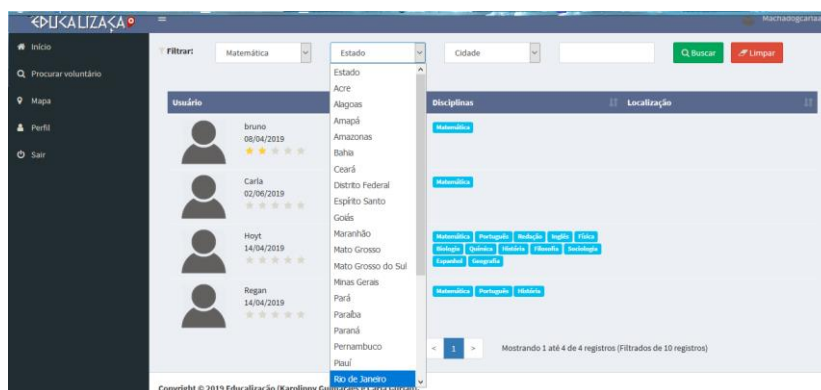 EDUCALIZAÇÃO
Machadogcarisa
Início
Procurar voluntário
Mapa
Perfil
Sair
Filtrar:
Matemática
Estado
Cidade
Buscar
Limpar
Estado
Acre
Alagoas
Amapá
Amazonas
Bahia
Ceará
Distrito Federal
Espírito Santo
Goiás
Maranhão
Mato Grosso
Mato Grosso do Sul
Minas Gerais
Pará
Paraíba
Paraná
Pernambuco
Piauí
Rio de Janeiro
Usuário
Disciplinas
Localização
bruno
08/04/2019
Matemática
Carla
02/06/2019
Matemática
Hoyt
14/04/2019
Matemática Português Redação Inglês Física
Biologia Química História Filosofia Sociologia
Espanhol Geografia
Regan
14/04/2019
Matemática Português História
< 1 >
Mostrando 1 até 4 de 4 registros (Filtrados de 10 registros)
Copyright © 2019 Educalização (Karolinny